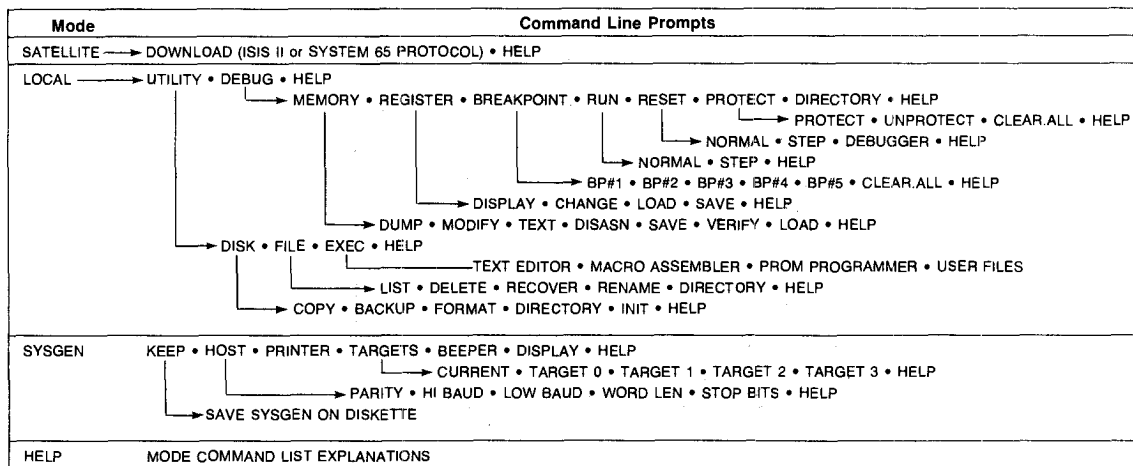 Mode Command Line Prompts
SATELLITE DOWNLOAD (ISIS II or SYSTEM 65 PROTOCOL) • HELP
LOCAL UTILITY • DEBUG • HELP
MEMORY • REGISTER • BREAKPOINT • RUN • RESET • PROTECT • DIRECTORY • HELP
PROTECT • UNPROTECT • CLEAR.ALL • HELP
NORMAL • STEP • DEBUGGER • HELP
NORMAL • STEP • HELP
BP#1 • BP#2 • BP#3 • BP#4 • BP#5 • CLEAR.ALL • HELP
DISPLAY • CHANGE • LOAD • SAVE • HELP
DUMP • MODIFY • TEXT • DISASN • SAVE • VERIFY • LOAD • HELP
DISK • FILE • EXEC • HELP
TEXT EDITOR • MACRO ASSEMBLER • PROM PROGRAMMER • USER FILES
LIST • DELETE • RECOVER • RENAME • DIRECTORY • HELP
COPY • BACKUP • FORMAT • DIRECTORY • INIT • HELP
SYSGEN KEEP • HOST • PRINTER • TARGETS • BEEPER • DISPLAY • HELP
CURRENT • TARGET 0 • TARGET 1 • TARGET 2 • TARGET 3 • HELP
PARITY • HI BAUD • LOW BAUD • WORD LEN • STOP BITS • HELP
SAVE SYSGEN ON DISKETTE
HELP MODE COMMAND LIST EXPLANATIONS